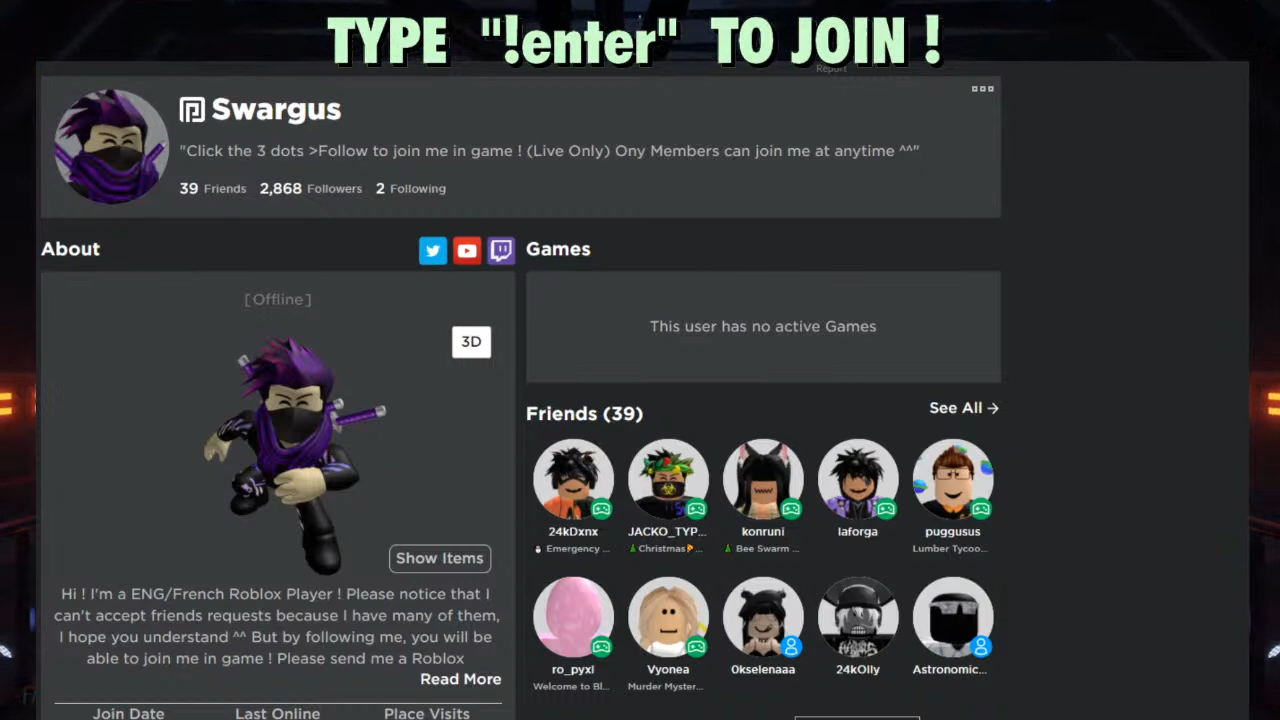 TYPE "!enter" TO JOIN !
Report
Swargus
"Click the 3 dots >Follow to join me in game ! (Live Only) Ony Members can join me at anytime ^^"
39 Friends 2,868 Followers 2 Following
About
Games
[Offline]
3D
This user has no active Games
Show Items
Hi ! I'm a ENG/French Roblox Player ! Please notice that I
can't accept friends requests because I have many of them,
I hope you understand ^^ But by following me, you will be
able to join me in game ! Please send me a Roblox
Read More
Join Date Last Online Place Visits
Friends (39)
See All →
24kDxnx JACKO_TYP... konruni laforga puggusus
Emergency ... Christmas ... Bee Swarm ... Lumber Tycoo...
ro_pyxl Vyonea 0kselenaaa 24kOlly Astronomic...
Welcome to Bl... Murder Myster...